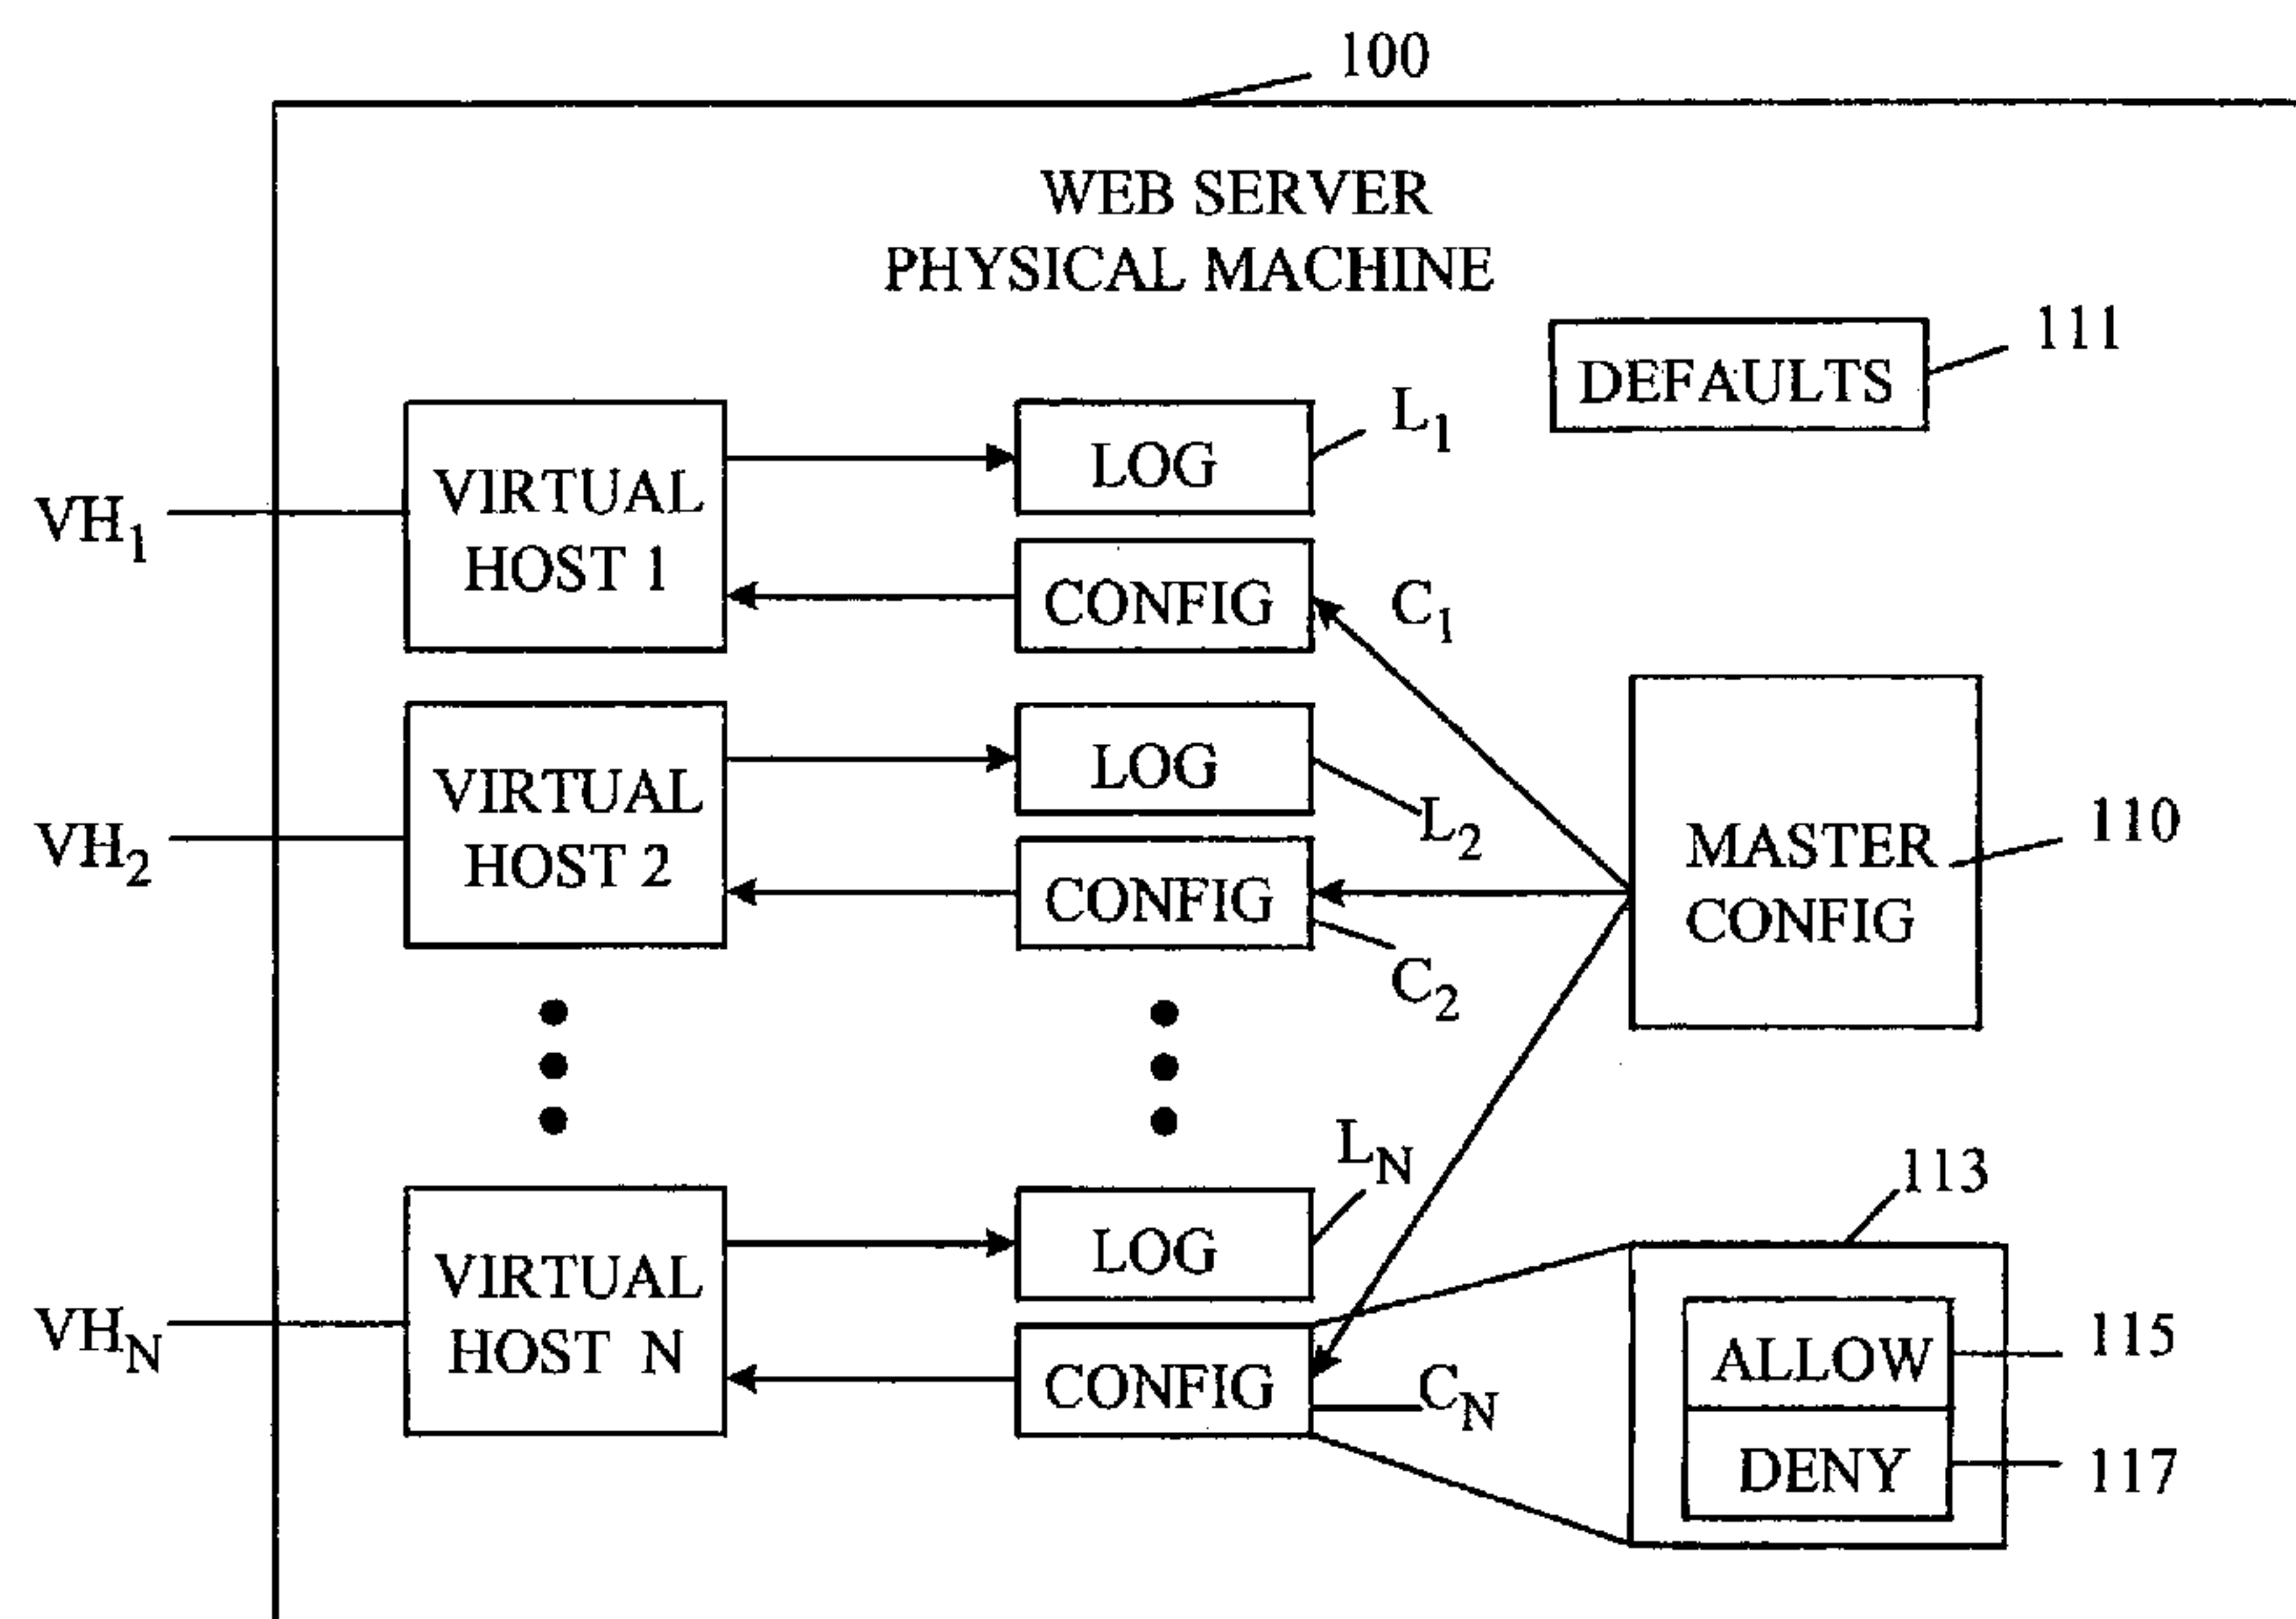 100
WEB SERVER
PHYSICAL MACHINE
DEFAULTS
111
VH1
VIRTUAL
HOST 1
LOG
L1
CONFIG
C1
VH2
VIRTUAL
HOST 2
LOG
L2
CONFIG
C2
MASTER
CONFIG
110
VHN
VIRTUAL
HOST N
LOG
LN
CONFIG
CN
113
ALLOW
115
DENY
117